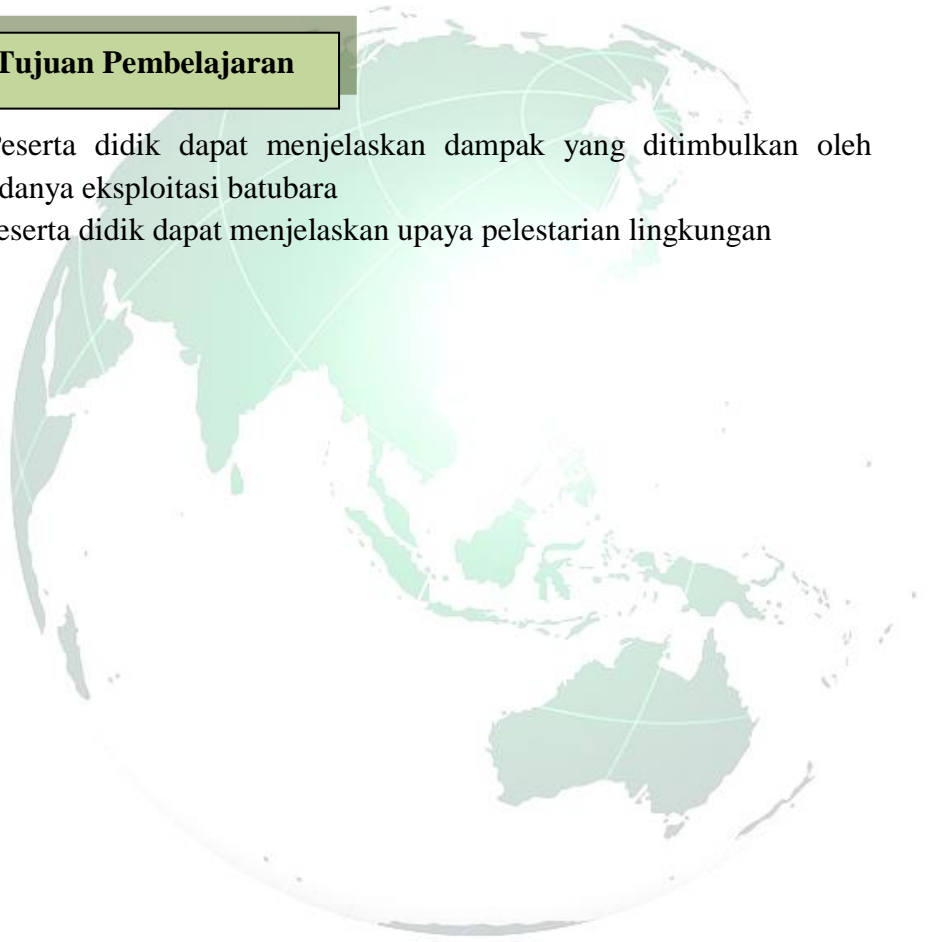 Tujuan Pembelajaran
Peserta didik dapat menjelaskan dampak yang ditimbulkan oleh
danya eksploitasi batubara
eserta didik dapat menjelaskan upaya pelestarian lingkungan